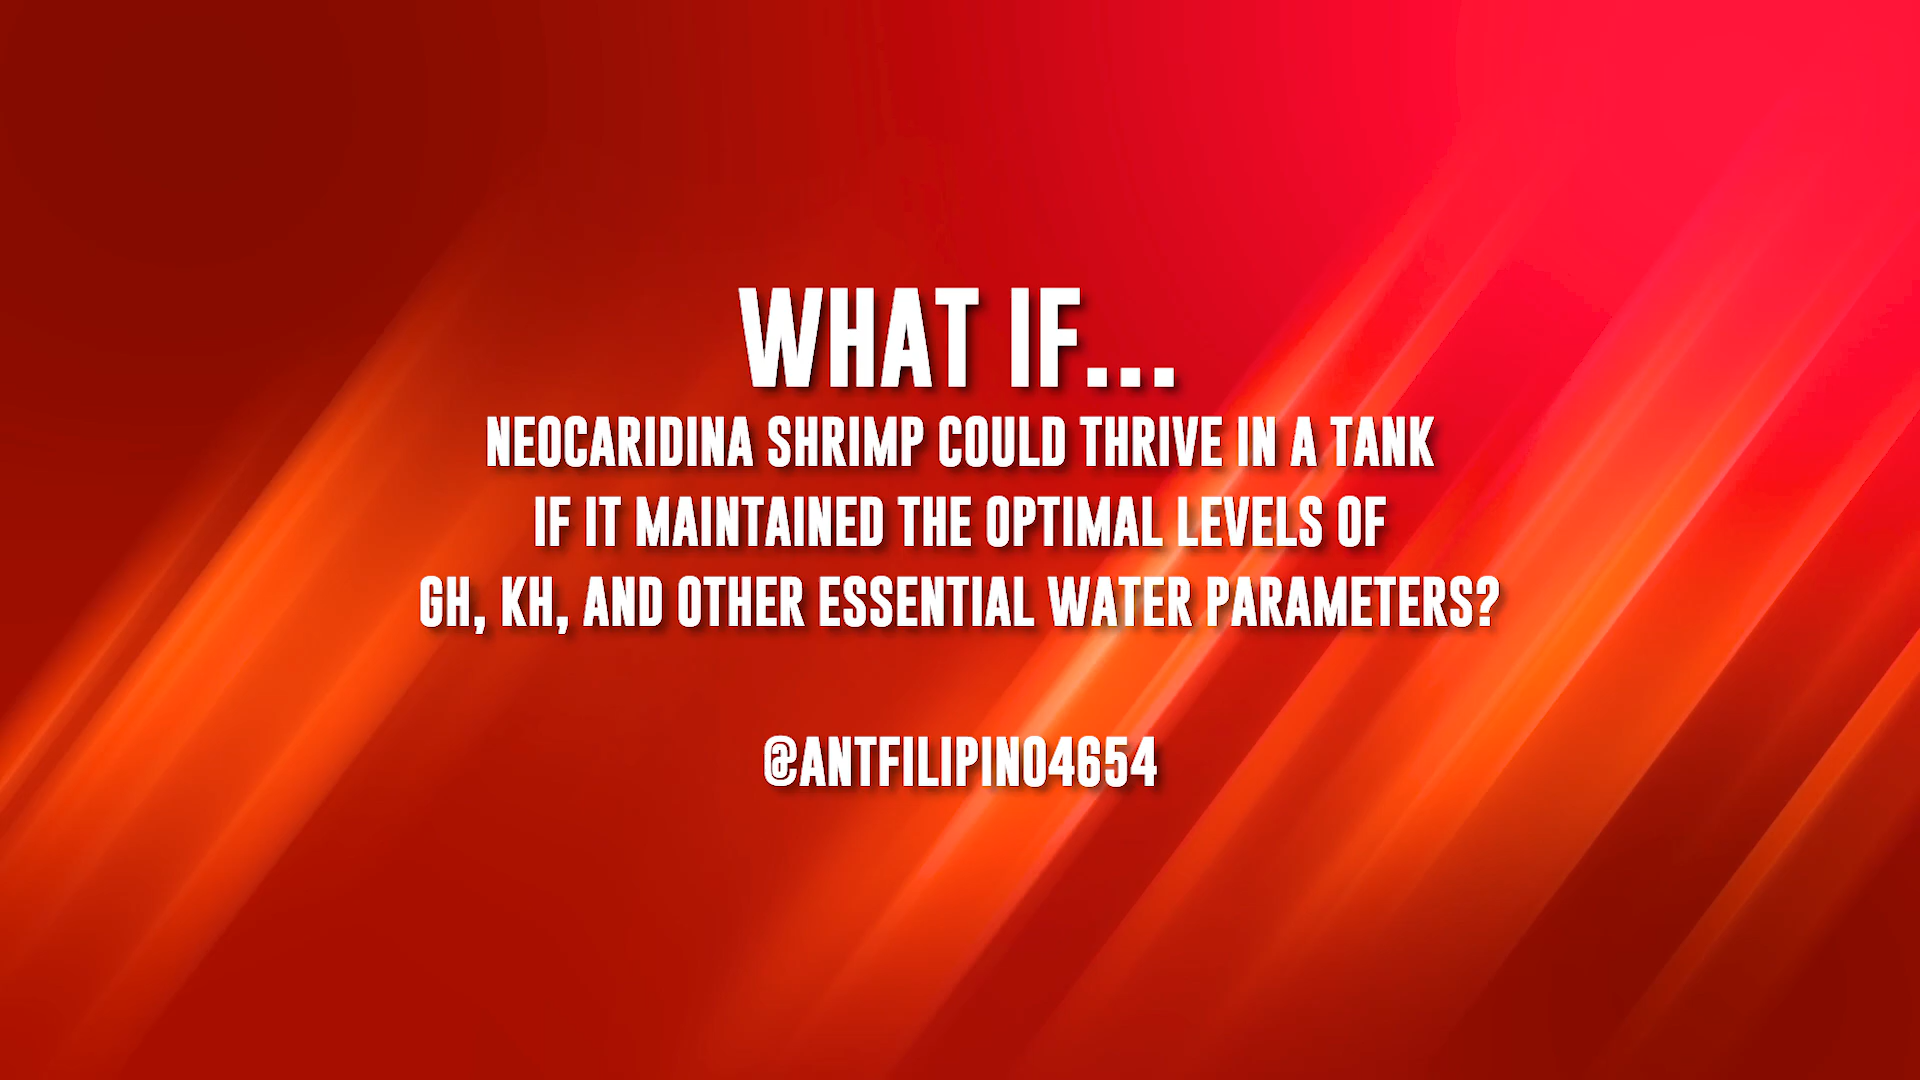 WHAT IF...
NEOCARIDINA SHRIMP COULD THRIVE IN A TANK
IF IT MAINTAINED THE OPTIMAL LEVELS OF
GH, KH, AND OTHER ESSENTIAL WATER PARAMETERS?
@ANTFILIPINO4654